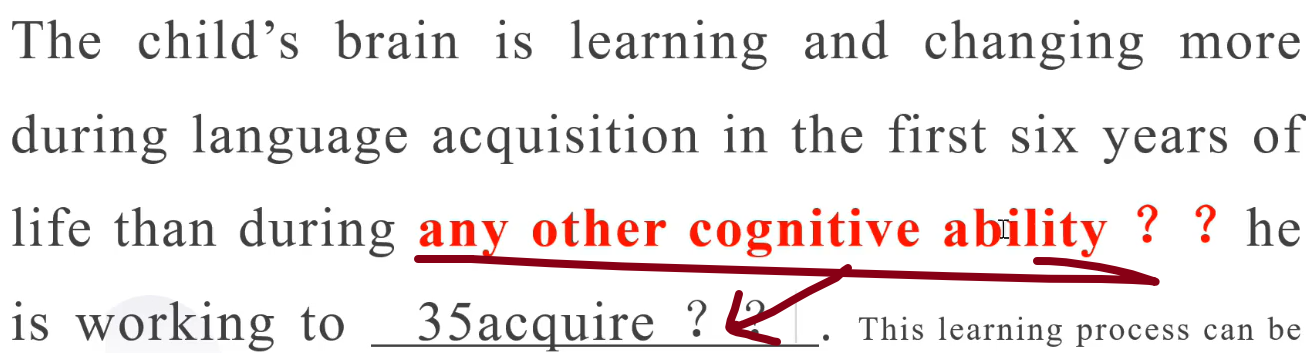 The child’s brain is learning and changing more
during language acquisition in the first six years of
life than during any other cognitive ability ? ? he
is working to 35acquire ? ? . This learning process can be